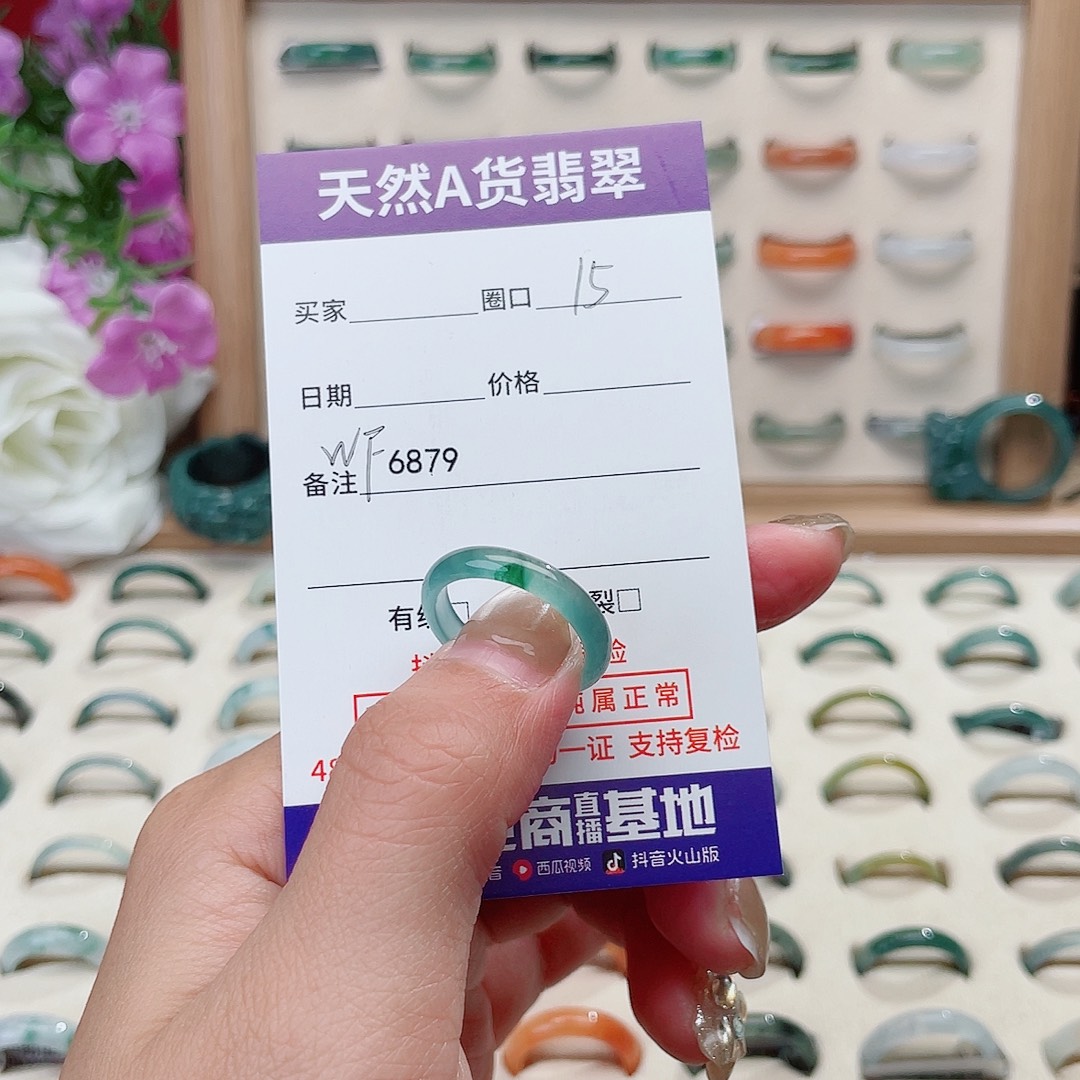 天然A货翡翠
买家 圈口 15
日期 价格
备注 WF 6879
有 裂□
验
属正常
一证 支持复检
商直播基地
音 西瓜视频 抖音火山版